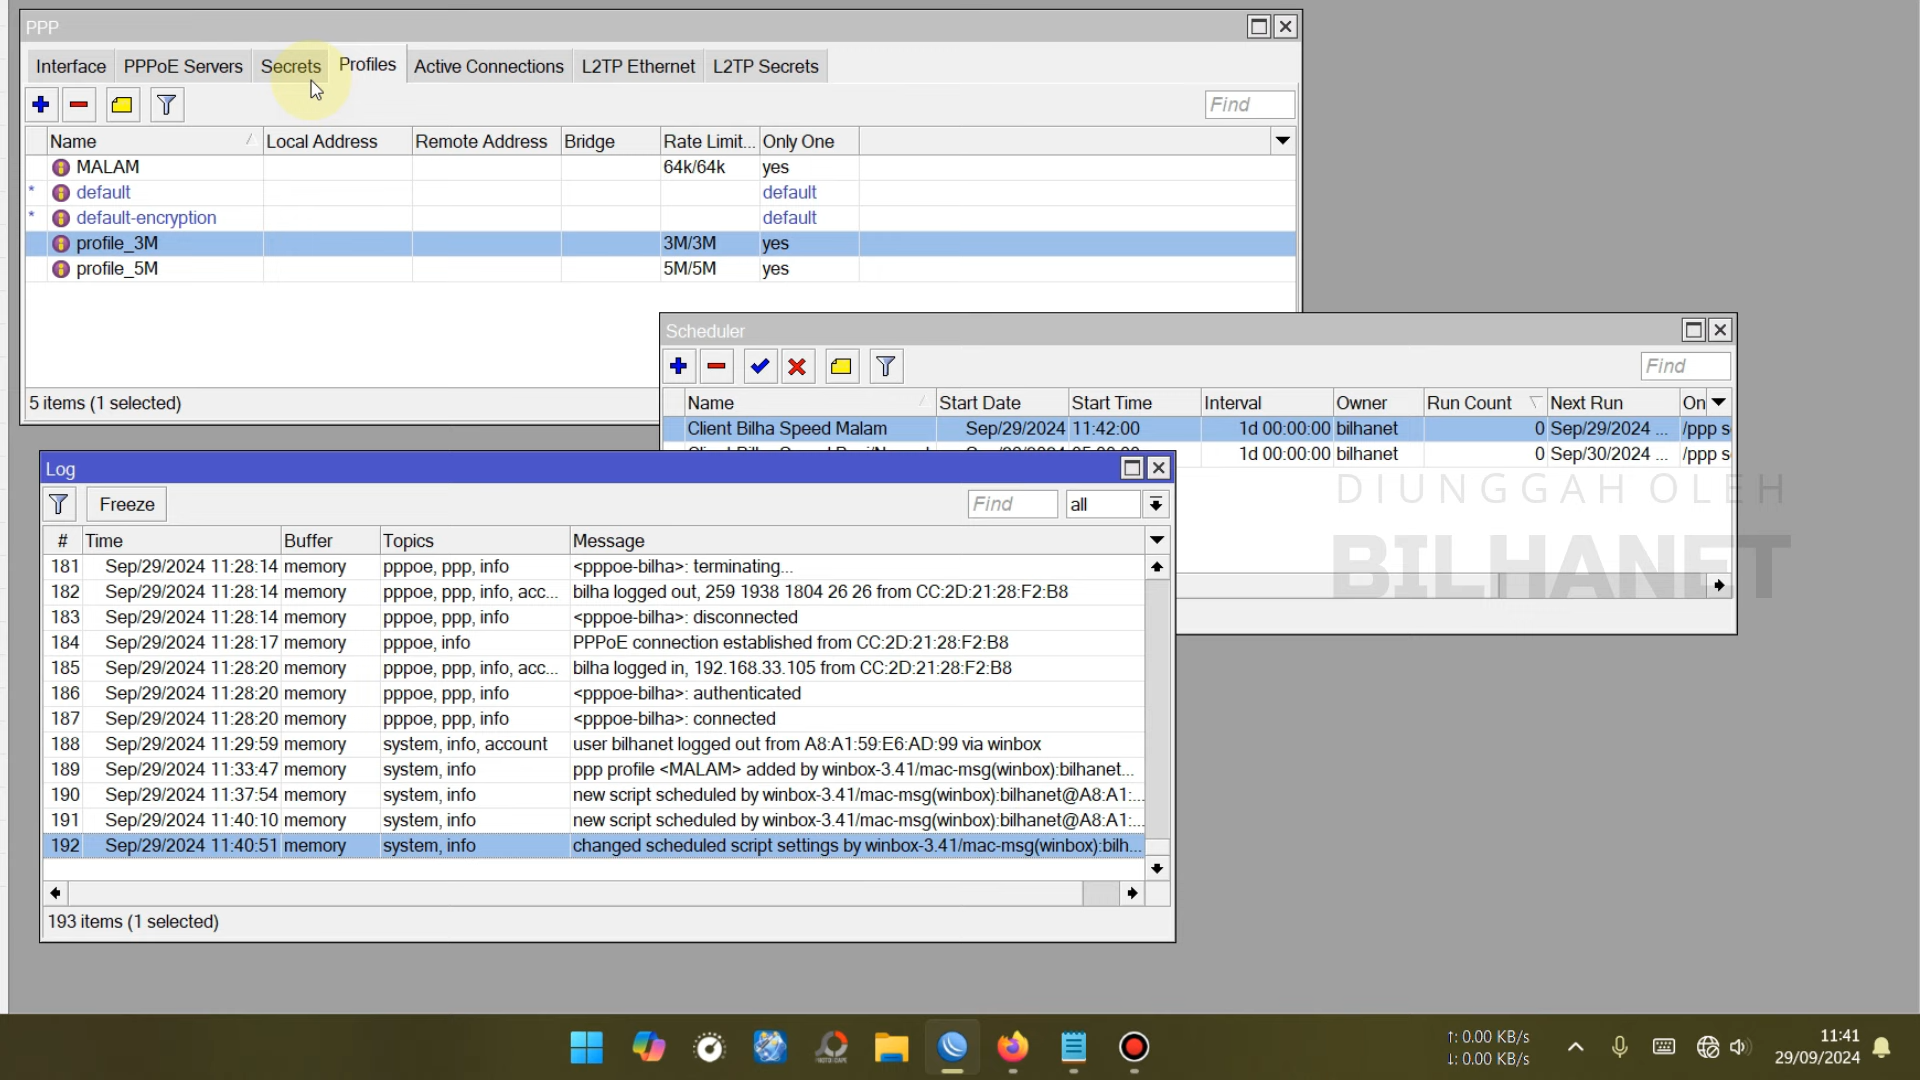 PPP
Interface PPPoE Servers Secrets Profiles Active Connections L2TP Ethernet L2TP Secrets
Find
Name Local Address Remote Address Bridge Rate Limit... Only One
MALAM 64k/64k yes
* default default
* default-encryption default
profile_3M 3M/3M yes
profile_5M 5M/5M yes
5 items (1 selected)
Scheduler
Find
Name Start Date Start Time Interval Owner Run Count Next Run On
Client Bilha Speed Malam Sep/29/2024 11:42:00 1d 00:00:00 bilhanet 0 Sep/29/2024 ... /ppp s
1d 00:00:00 bilhanet 0 Sep/30/2024 ... /ppp s
DIUNGGAH OLEH
BILHANET
Log
Freeze Find all
# Time Buffer Topics Message
181 Sep/29/2024 11:28:14 memory pppoe, ppp, info <pppoe-bilha>: terminating...
182 Sep/29/2024 11:28:14 memory pppoe, ppp, info, acc... bilha logged out, 259 1938 1804 26 26 from CC:2D:21:28:F2:B8
183 Sep/29/2024 11:28:14 memory pppoe, ppp, info <pppoe-bilha>: disconnected
184 Sep/29/2024 11:28:17 memory pppoe, info PPPoE connection established from CC:2D:21:28:F2:B8
185 Sep/29/2024 11:28:20 memory pppoe, ppp, info, acc... bilha logged in, 192.168.33.105 from CC:2D:21:28:F2:B8
186 Sep/29/2024 11:28:20 memory pppoe, ppp, info <pppoe-bilha>: authenticated
187 Sep/29/2024 11:28:20 memory pppoe, ppp, info <pppoe-bilha>: connected
188 Sep/29/2024 11:29:59 memory system, info, account user bilhanet logged out from A8:A1:59:E6:AD:99 via winbox
189 Sep/29/2024 11:33:47 memory system, info ppp profile <MALAM> added by winbox-3.41/mac-msg(winbox):bilhanet...
190 Sep/29/2024 11:37:54 memory system, info new script scheduled by winbox-3.41/mac-msg(winbox):bilhanet@A8:A1:...
191 Sep/29/2024 11:40:10 memory system, info new script scheduled by winbox-3.41/mac-msg(winbox):bilhanet@A8:A1:...
192 Sep/29/2024 11:40:51 memory system, info changed scheduled script settings by winbox-3.41/mac-msg(winbox):bilh...
193 items (1 selected)
↑: 0.00 KB/s
↓: 0.00 KB/s
11:41
29/09/2024